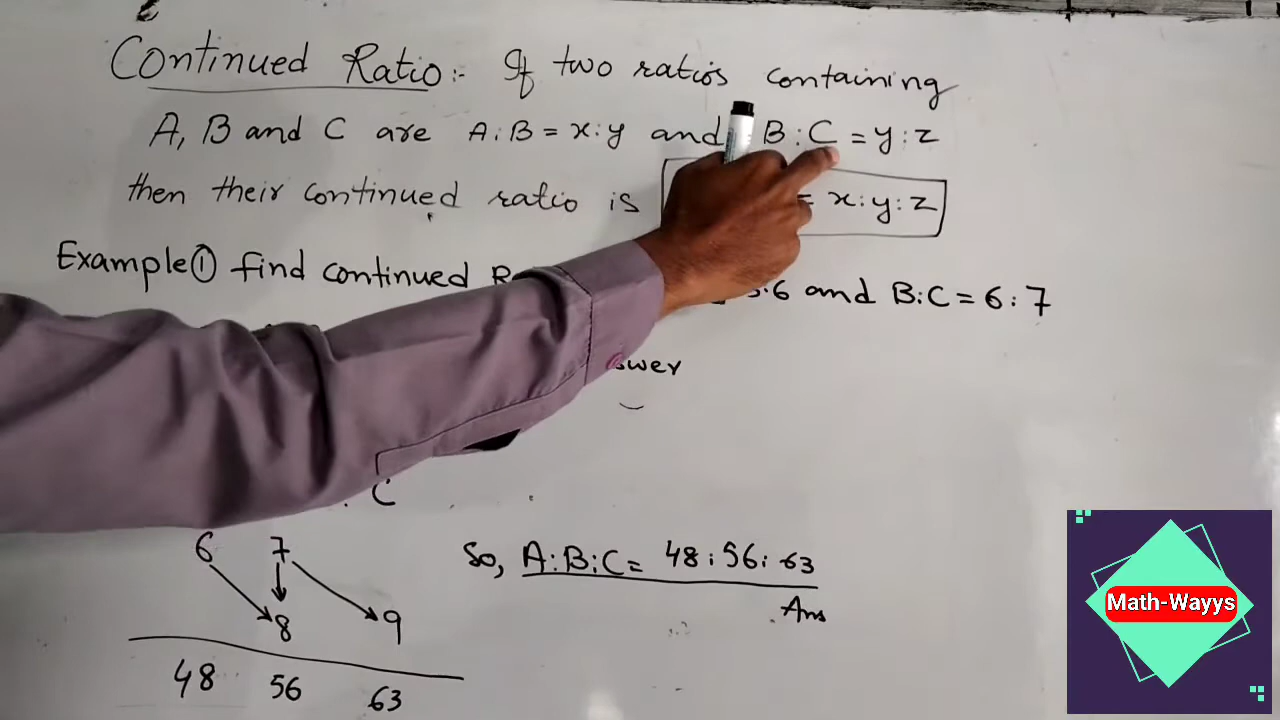 Continued Ratio:- If two ratios containing
A, B and C are A:B = x:y and B:C = y:z
then their continued ratio is = x:y:z
Example① find continued :6 and B:C = 6:7
C
6 7
8 9
48 56 63
So, A:B:C = 48:56:63
Ans
Math-Wayys